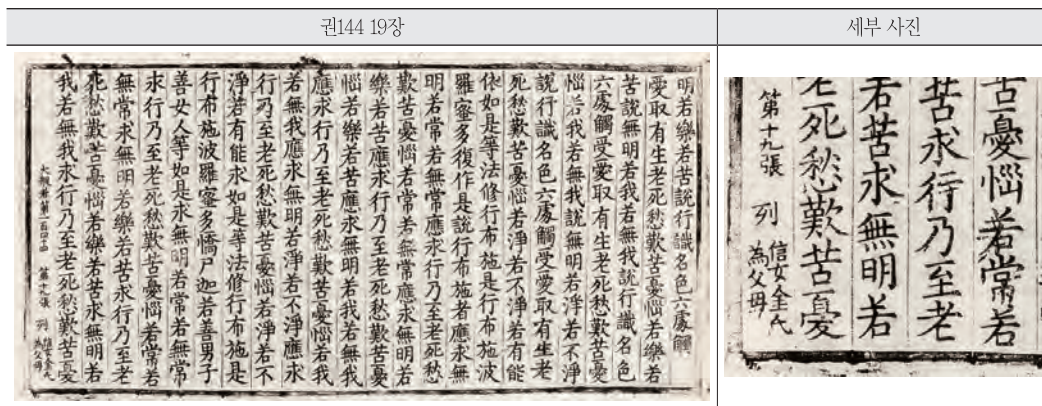 권144 19장
세부 사진
明若樂若苦說行識名色六處觸
愛取有生老死愁歎苦憂惱若樂若
苦說無明若我若無我說行識名色
六處觸受愛取有生老死愁歎苦憂
惱若我若無我說無明若淨若不淨
說行識名色六處觸受愛取有生老
死愁歎苦憂惱若淨若不淨若有能
依如是等法修行布施是行布施波
羅蜜多復作是說行布施者應求無
明若常若無常應求行乃至老死愁
歎苦憂惱若常若無常應求無明若
樂若苦應求行乃至老死愁歎苦憂
惱若樂若苦應求無明若我若無我
應求行乃至老死愁歎苦憂惱若我
若無我應求無明若淨若不淨應求
行乃至老死愁歎苦憂惱若淨若不
淨若有能求如是等法修行布施是
行布施波羅蜜多憍尸迦若善男子
善女人等如是求無明若常若無常
求行乃至老死愁歎苦憂惱若常若
無常求無明若樂若苦求行乃至老
死愁歎苦憂惱若樂若苦求無明若
我若無我求行乃至老死愁歎苦憂
大般若第一百四十四 第十九張 列 信女金氏
為父母
苦憂惱若常若
苦求行乃至老
若苦求無明若
老死愁歎苦憂
第十九張 列 信女金氏
為父母